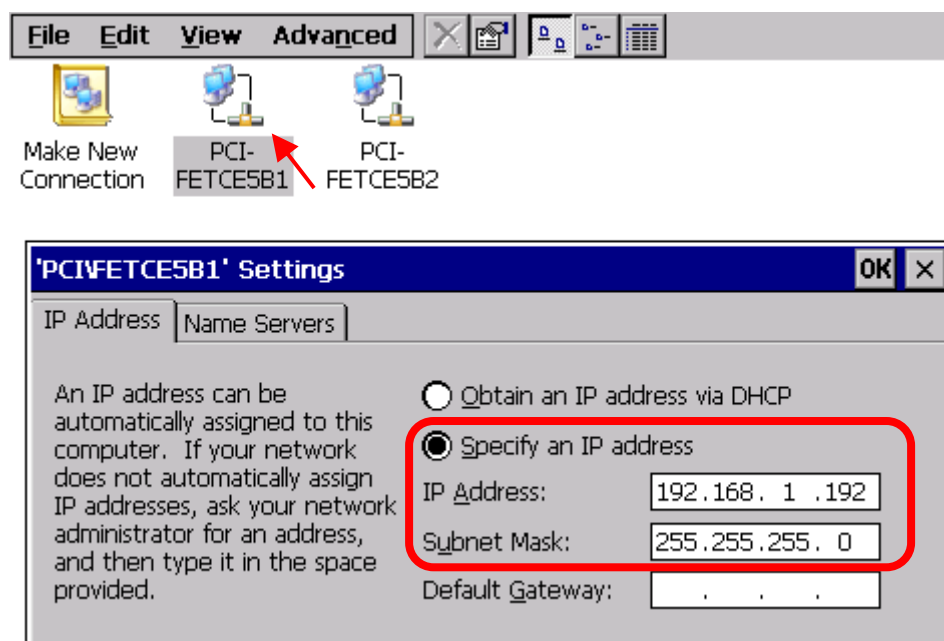 File Edit View Advanced
Make New
Connection
PCI-
FETCE5B1
PCI-
FETCE5B2
'PCI\FETCE5B1' Settings OK ×
IP Address Name Servers
An IP address can be
automatically assigned to this
computer. If your network
does not automatically assign
IP addresses, ask your network
administrator for an address,
and then type it in the space
provided.
Obtain an IP address via DHCP
Specify an IP address
IP Address: 192.168. 1 .192
Subnet Mask: 255.255.255. 0
Default Gateway: . . .